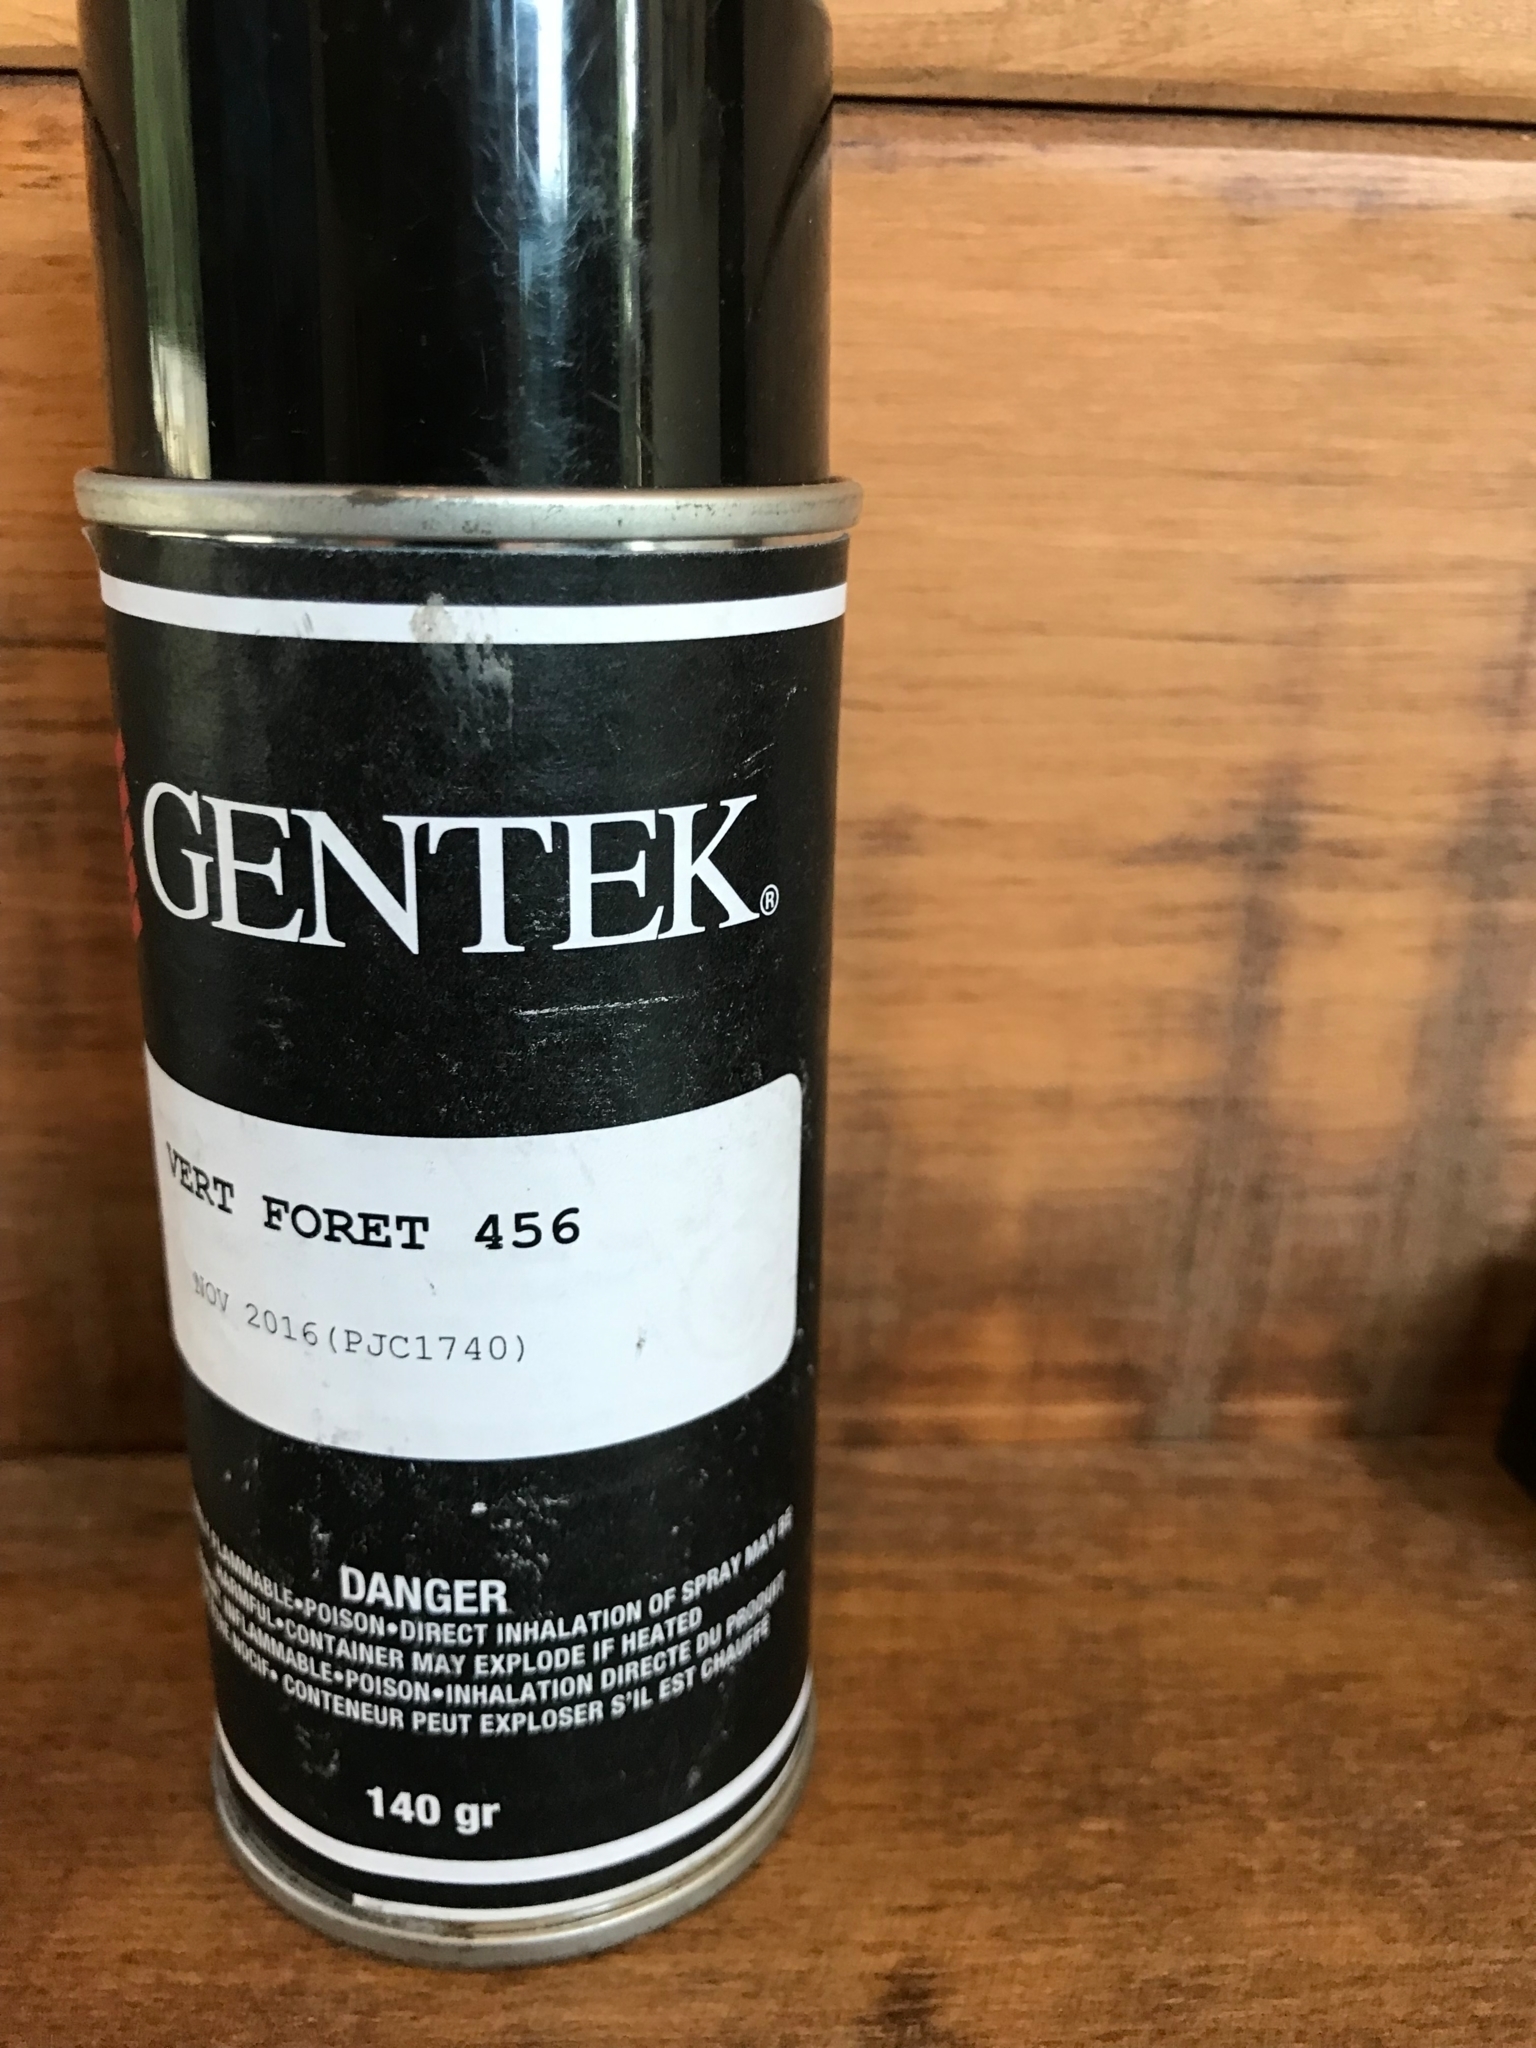 GENTEK®
VERT FORET 456
NOV 2016(PJC1740)
DANGER
FLAMMABLE•POISON•DIRECT INHALATION OF SPRAY MAY BE
HARMFUL•CONTAINER MAY EXPLODE IF HEATED
INFLAMMABLE•POISON•INHALATION DIRECTE DU PRODUIT
NOCIF• CONTENEUR PEUT EXPLOSER S'IL EST CHAUFFÉ
140 gr